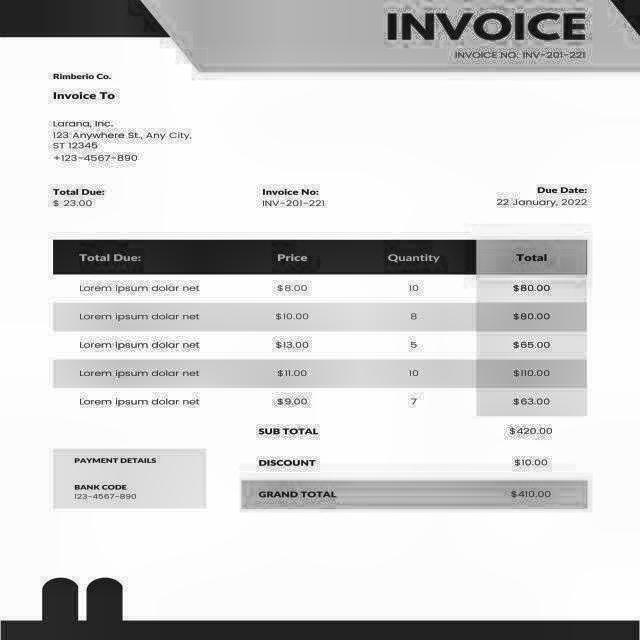 INVOICE
INVOICE NO: INV-201-221
Rimberio Co.
Invoice To
Larana, Inc.
123 Anywhere St., Any City,
ST 12345
+123-4567-890
Total Due: Invoice No: Due Date:
$ 23.00 INV-201-221 22 January, 2022
Total Due: Price Quantity Total
Lorem ipsum dolar net $8.00 10 $80.00
Lorem ipsum dolar net $10.00 8 $80.00
Lorem ipsum dolar net $13.00 5 $65.00
Lorem ipsum dolar net $11.00 10 $110.00
Lorem ipsum dolar net $9.00 7 $63.00
SUB TOTAL $420.00
PAYMENT DETAILS DISCOUNT $10.00
BANK CODE GRAND TOTAL $410.00
123-4567-890